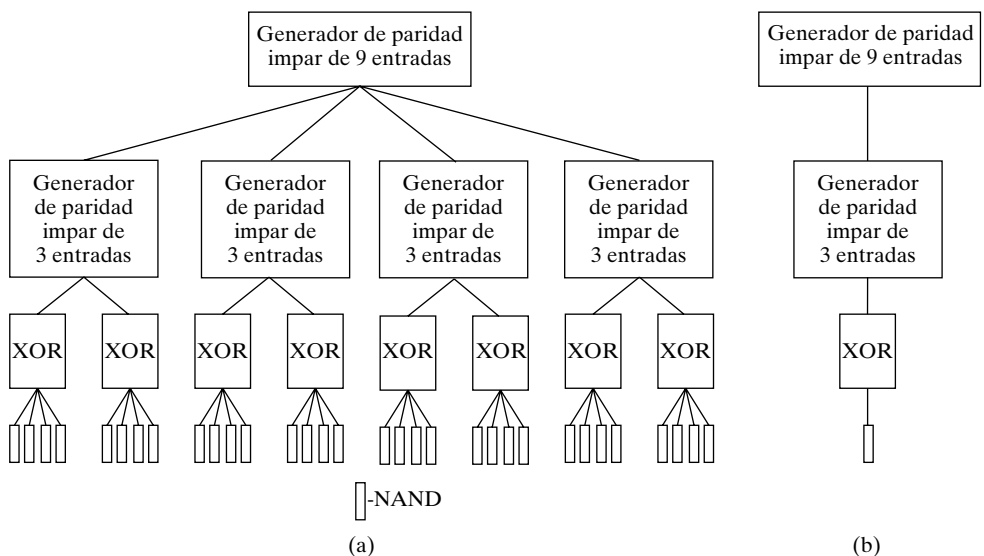 Generador de paridad
impar de 9 entradas
Generador de paridad
impar de 9 entradas
Generador
de paridad
impar de
3 entradas
Generador
de paridad
impar de
3 entradas
Generador
de paridad
impar de
3 entradas
Generador
de paridad
impar de
3 entradas
Generador
de paridad
impar de
3 entradas
XOR
XOR
XOR
XOR
XOR
XOR
XOR
XOR
XOR
-NAND
(a)
(b)